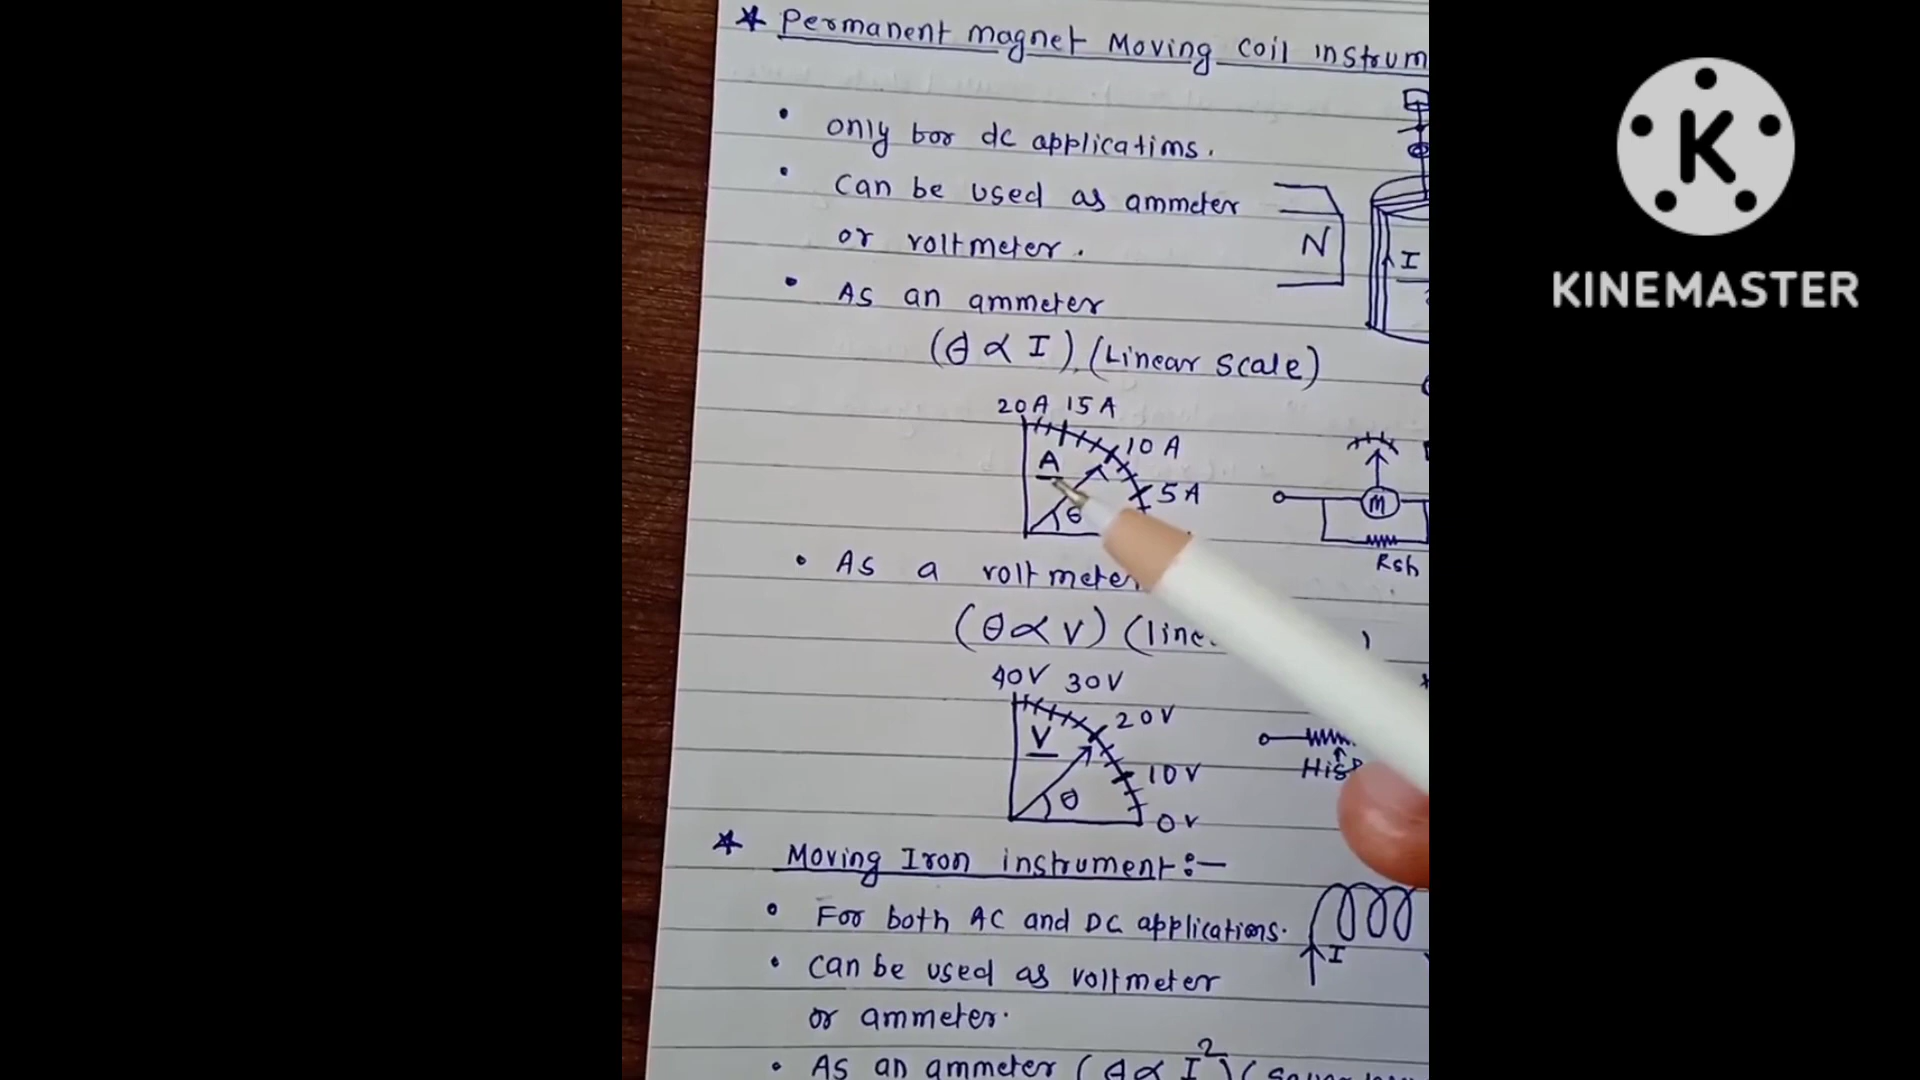 * Permanent magnet Moving coil instrum
• only for dc applications.
• can be used as ammeter
or voltmeter.
• As an ammeter
(θ ∝ I) (Linear scale)
20A 15A
10 A
A
5 A
θ
• As a voltmeter
(θ ∝ V) (line
40V 30V
20V
V
10V
θ
0V
* Moving Iron instrument:-
• For both AC and DC applications.
• can be used as voltmeter
or ammeter.
• As an ammeter (θ ∝ I²) (
N
I
M
Rsh
I
K
KINEMASTER